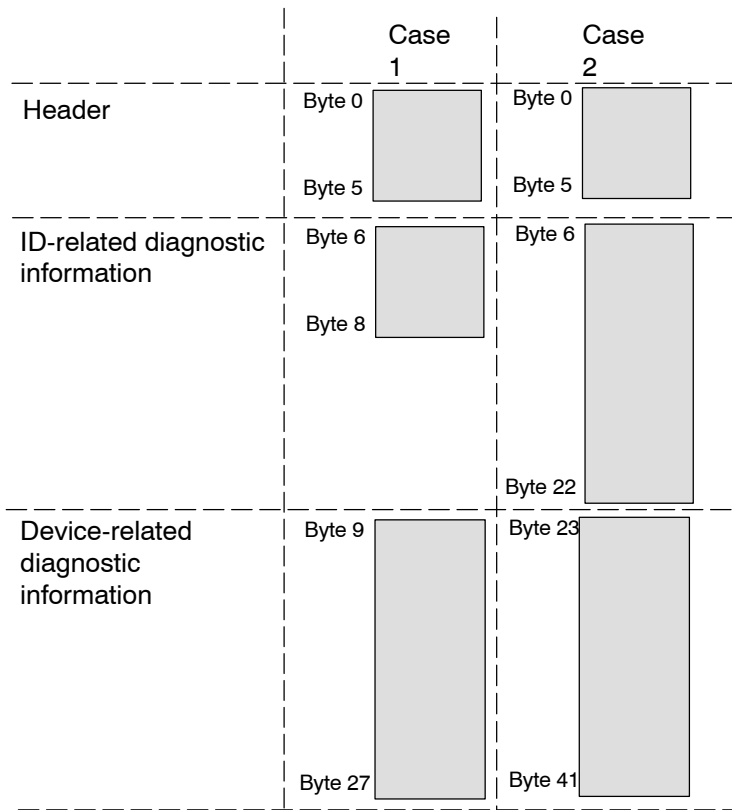 Case
1
Case
2
Header
Byte 0
Byte 0
Byte 5
Byte 5
ID-related diagnostic
information
Byte 6
Byte 6
Byte 8
Byte 22
Device-related
diagnostic
information
Byte 9
Byte 23
Byte 27
Byte 41